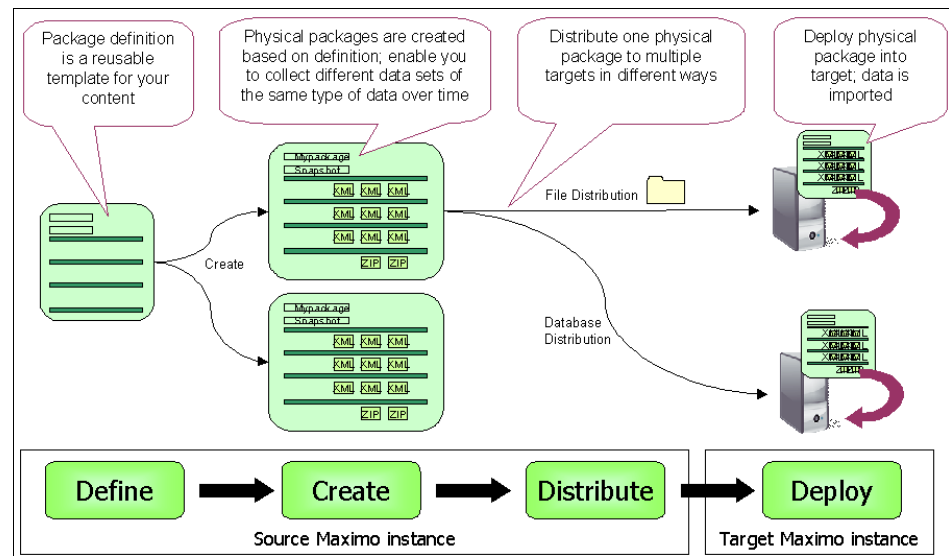 Package definition
is a reusable
template for your
content
Physical packages are created
based on definition; enable you
to collect different data sets of
the same type of data over time
Distribute one physical
package to multiple
targets in different ways
Deploy physical
package into
target; data is
imported
Mypackage
Snapshot
XML XML XML
XML XML XML
XML XML XML
ZIP ZIP
File Distribution
Create
Mypackage
Snapshot
XML XML XML
XML XML XML
XML XML XML
ZIP ZIP
Database
Distribution
Define
Create
Distribute
Deploy
Source Maximo instance
Target Maximo instance